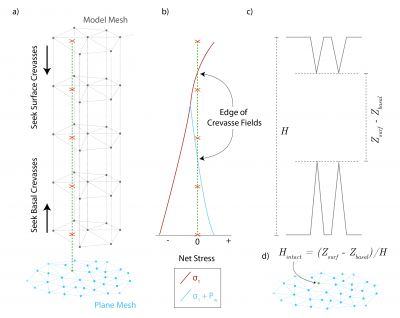 a)
Model Mesh
Seek Surface Crevasses
Seek Basal Crevasses
Plane Mesh
b)
Edge of
Crevasse Fields
-
0
+
Net Stress
σ₁
σ₁ + Pw
c)
H
Zsurf - Zbasal
d)
Hintact = (Zsurf - Zbasal)/H